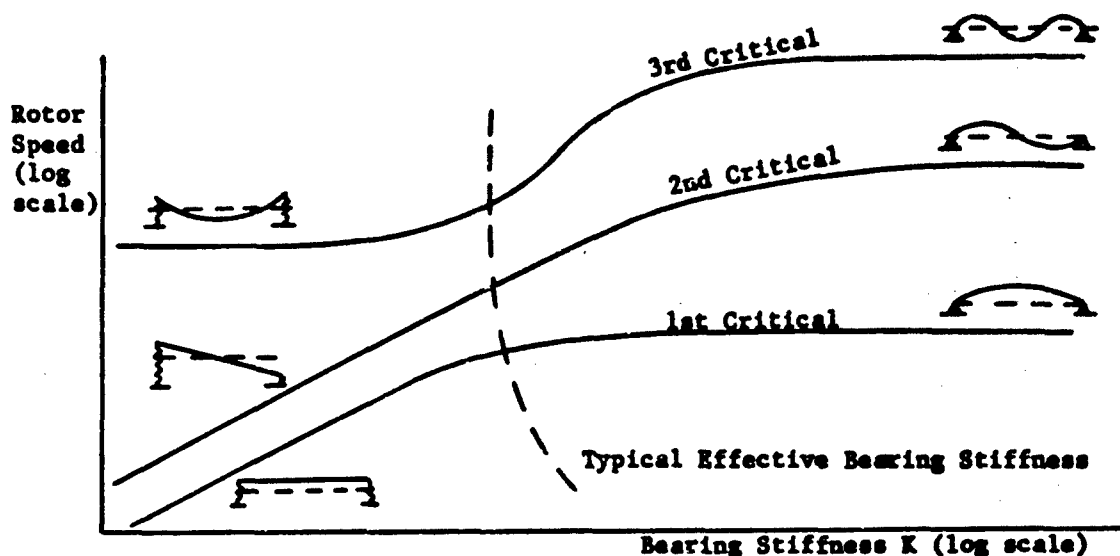 3rd Critical
Rotor
Speed
(log
scale)
2nd Critical
1st Critical
Typical Effective Bearing Stiffness
Bearing Stiffness K (log scale)